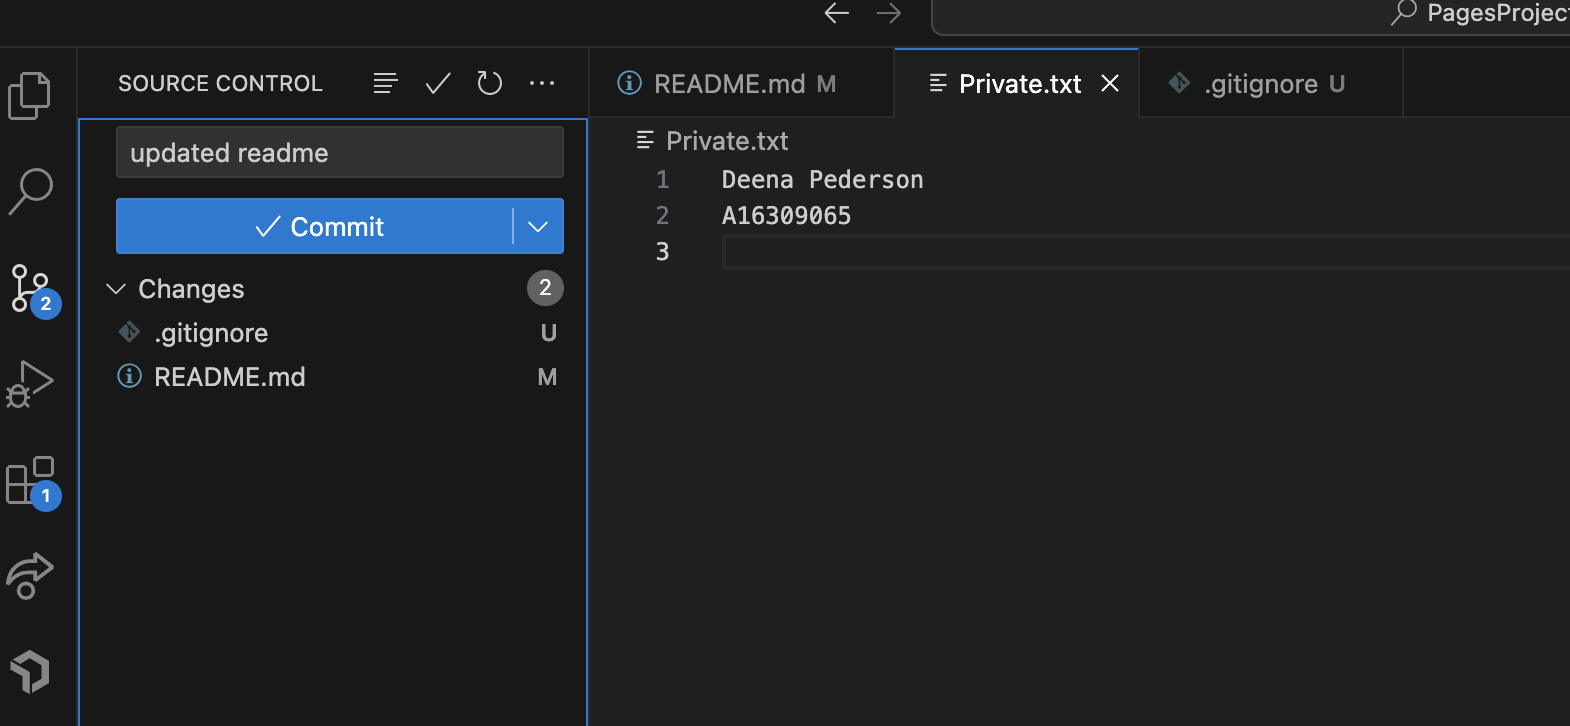 PagesProject
SOURCE CONTROL
updated readme
Commit
Changes 2
.gitignore U
README.md M
2
1
README.md M
Private.txt
.gitignore U
Private.txt
1 Deena Pederson
2 A16309065
3